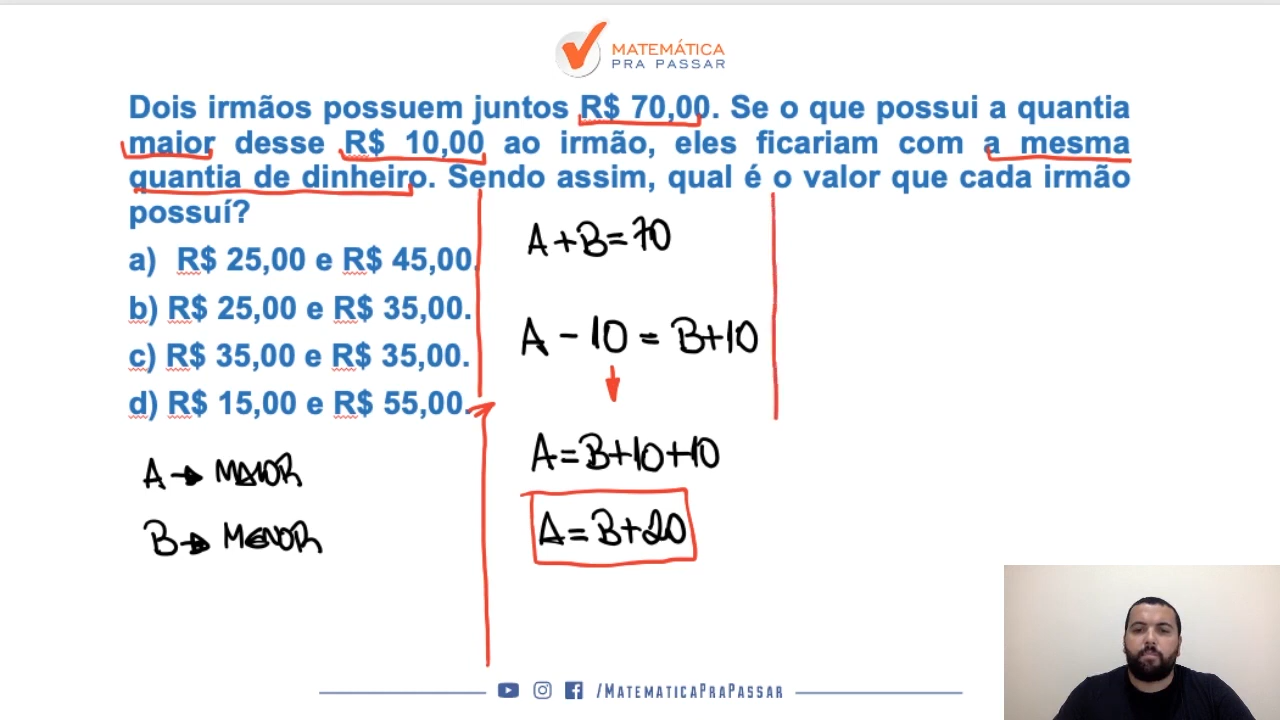 MATEMÁTICA
PRA PASSAR
Dois irmãos possuem juntos R$ 70,00. Se o que possui a quantia
maior desse R$ 10,00 ao irmão, eles ficariam com a mesma
quantia de dinheiro. Sendo assim, qual é o valor que cada irmão
possuí?
a) R$ 25,00 e R$ 45,00.
b) R$ 25,00 e R$ 35,00.
c) R$ 35,00 e R$ 35,00.
d) R$ 15,00 e R$ 55,00.
A → MAIOR
B → MENOR
A+B=70
A - 10 = B+10
A=B+10+10
A=B+20
/MATEMATICAPRAPASSAR